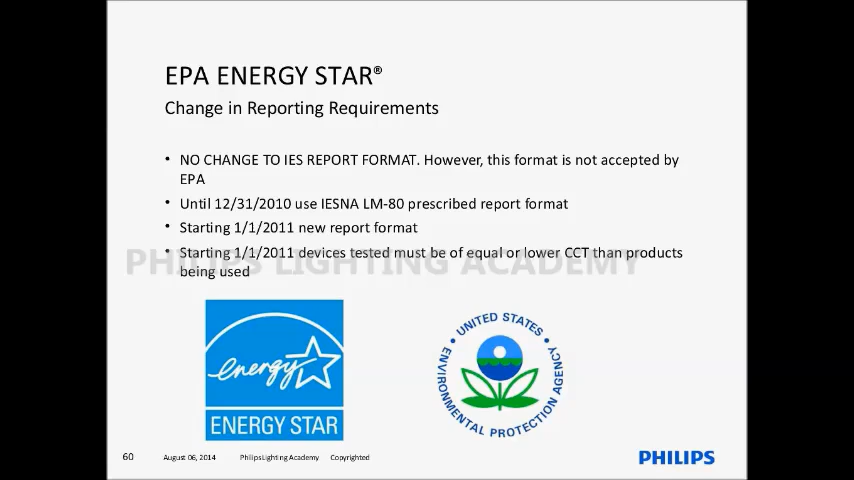 EPA ENERGY STAR®
Change in Reporting Requirements
• NO CHANGE TO IES REPORT FORMAT. However, this format is not accepted by
EPA
• Until 12/31/2010 use IESNA LM-80 prescribed report format
• Starting 1/1/2011 new report format
• Starting 1/1/2011 devices tested must be of equal or lower CCT than products
being used
PHILIPS LIGHTING ACADEMY
energy
ENERGY STAR
• UNITED STATES •
ENVIRONMENTAL PROTECTION AGENCY
60 August 06, 2014 Philips Lighting Academy Copyrighted
PHILIPS